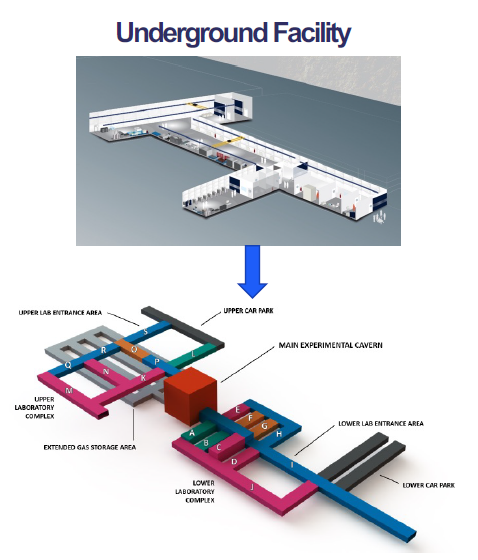 Underground Facility
UPPER LAB ENTRANCE AREA
UPPER CAR PARK
MAIN EXPERIMENTAL CAVERN
S
R
O
P
L
Q
N
K
M
UPPER
LABORATORY
COMPLEX
EXTENDED GAS STORAGE AREA
E
F
G
H
A
B
C
D
I
J
LOWER LAB ENTRANCE AREA
LOWER
LABORATORY
COMPLEX
LOWER CAR PARK